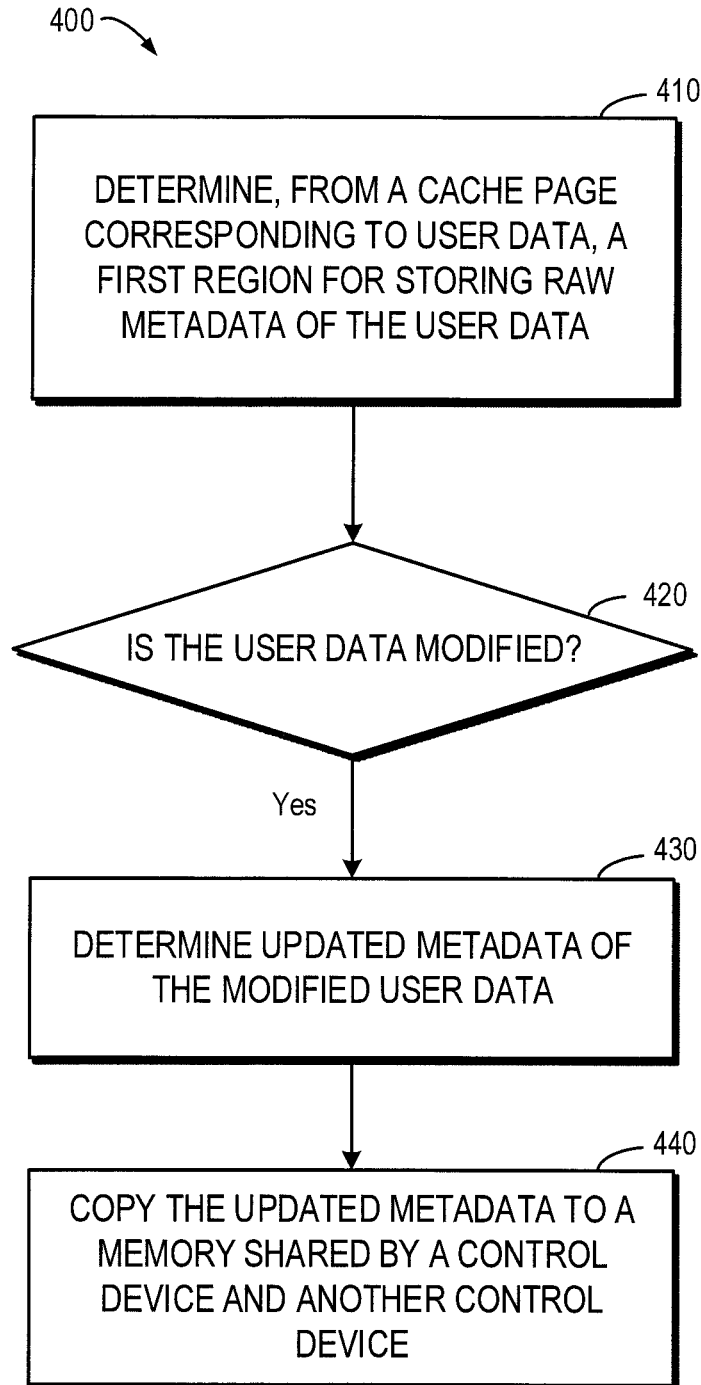 400
410
DETERMINE, FROM A CACHE PAGE
CORRESPONDING TO USER DATA, A
FIRST REGION FOR STORING RAW
METADATA OF THE USER DATA
420
IS THE USER DATA MODIFIED?
Yes
430
DETERMINE UPDATED METADATA OF
THE MODIFIED USER DATA
440
COPY THE UPDATED METADATA TO A
MEMORY SHARED BY A CONTROL
DEVICE AND ANOTHER CONTROL
DEVICE